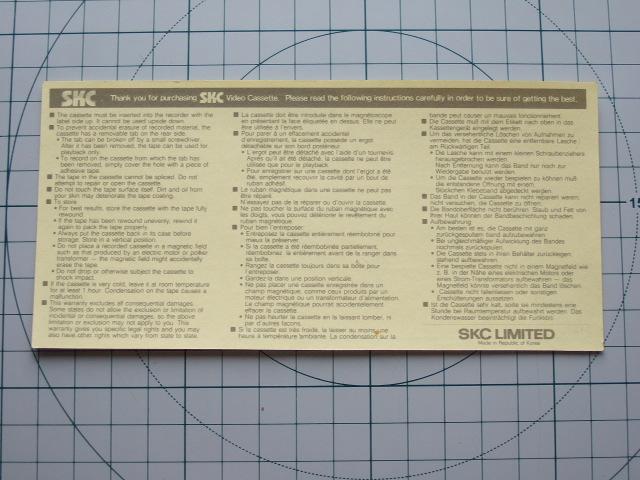 SKC Thank you for purchasing SKC Video Cassette. Please read the following instructions carefully in order to be sure of getting the best.
■ The cassette must be inserted into the recorder with the
label side up. It cannot be used upside down.
■ To prevent accidental erasure of recorded material, the
cassette has a removable tab on the rear side.
• The tab can be broken off by a small screwdriver.
After it has been removed, the tape can be used for
playback only.
• To record on the cassette from which the tab has
been removed, simply cover the hole with a piece of
adhesive tape.
■ The tape in the cassette cannot be spliced. Do not
attempt to repair or open the cassette.
■ Do not touch the tape surface itself. Dirt and oil from
your skin may deteriorate the tape coating.
■ To store
• For best results, store the cassette with the tape fully
rewound.
• If the tape has been rewound unevenly, rewind it
again to pack the tape properly.
• Always put the cassette back in its case before
storage. Store in a vertical position.
• Do not place a recorded cassette in a magnetic field
such as that produced by an electric motor or power
transformer — the magnetic field might accidentally
erase the tape.
• Do not drop or otherwise subject the cassette to
shock impact.
■ If the cassette is very cold, leave it at room temperature
for at least 1 hour. Condensation on the tape causes a
malfunction.
■ This warranty excludes all consequential damages.
Some states do not allow the exclusion or limitation of
incidental or consequential damages, so the above
limitation or exclusion may not apply to you. This
warranty gives you specific legal rights and you may
also have other rights which vary from state to state.
■ La cassette doit être introduite dans le magnétoscope
en présentant la face étiquetée en dessus. Elle ne peut
être utilisée à l'envers.
■ Pour parer à un effacement accidentel
d'enregistrement, la cassette possède un ergot
détachable sur son bord postérieur.
• L'ergot peut être détaché avec l'aide d'un tournevis.
Après qu'il ait été détaché, la cassette ne peut être
utilisée que pour le playback.
• Pour enregistrer sur une cassette dont l'ergot a été
ôté, simplement recouvrir la cavité par un bout de
ruban adhésif.
■ Le ruban magnétique dans une cassette ne peut pas
être réparé.
N'essayez pas de la réparer ou d'ouvrir la cassette.
■ Ne pas toucher la surface du ruban magnétique avec
les doigts, vous pouvez détériorer le revêtement du
ruban magnétique.
■ Pour bien l'entreposer:
• Entreposez la cassette entièrement rébobinée pour
mieux la préserver.
• Si la cassette a été rébobinée partiellement,
réembobinez la entièrement avant de la ranger dans
sa boîte.
• Rangez la cassette toujours dans sa boîte pour
l'entreposer.
• Gardez-la dans une position verticale.
• Ne pas placer une cassette enregistrée dans un
champ magnétique, comme ceux produits par un
moteur électrique ou un transformateur d'alimentation.
Le champ magnétique pourrait accidentellement
effacer la cassette.
• Ne pas heurter la cassette en la laissant tomber, ni
par d'autres façons.
■ Si la cassette est très froide, la laisser au moins une
heure à température ambiante. La condensation sur la
bande peut causer un mauvais fonctionnement.
■ Die Cassette muß mit dem Etikett nach oben in das
Kassettengerät eingelegt werden.
■ Um das versehentliche Löschen von Aufnahmen zu
vermeiden, hat die Cassette eine entfernbare Lasche
am Rückwärtigen Teil.
• Die Lasche kann mit einem kleinen Schraubenziehers
herausgebrochen werden.
Nach Entfernung kann das Band nur noch zur
Wiedergabe benutzt werden.
• Um die Cassette wieder bespielen zu können muß
die entstandene Öffnung mit einem
Stücklein Klebeband abgedeckt werden.
■ Das Band in der Cassette kann nicht repariert werden;
nicht versuchen, die Cassette zu öffnen.
■ Die Bandoberfläche nicht berühren. Staub und Fett von
Ihrer Haut können der Bandbeschichtung schaden.
■ Aufbewahrung
• Am besten ist es, die Cassette mit ganz
zurückgespultem band aufzubewahren.
• Bei ungleichmäßiger Aufwicklung des Bandes
nochmals zurückspulen.
• Die Cassette stets in ihren Behälter zurücklegen
stehend aufbewahren.
• Eine bespielte Cassette nicht in einem Magnetfeld wie
z. B. in der Nähe eines elektrischen Motors oder
eines Strom-Transformators aufbewahren — das
Magnetfeld könnte versehentlich das Band löschen.
• Cassette nicht fallenlassen oder sonstigen
Erschütterungen aussetzen.
■ Ist die Cassette sehr kalt, sollte sie mindestens eine
Stunde bei Raumtemperatur aufbewahrt werden. Das
Kondenswasser beeinträchtigt die Funktion.
SKC LIMITED
Made in Republic of Korea
15